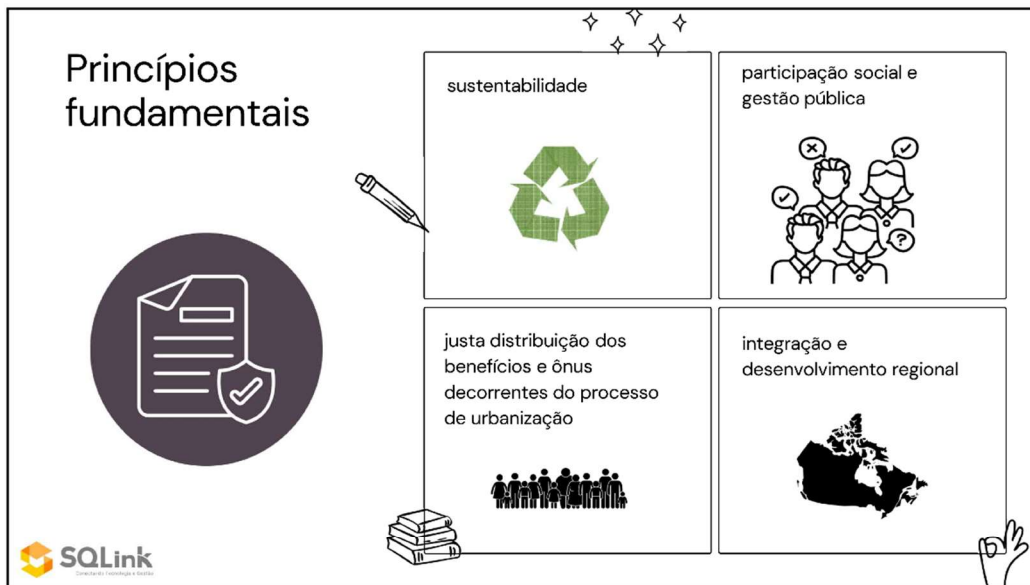 Princípios
fundamentais
sustentabilidade
participação social e
gestão pública
justa distribuição dos
benefícios e ônus
decorrentes do processo
de urbanização
integração e
desenvolvimento regional
SQLink